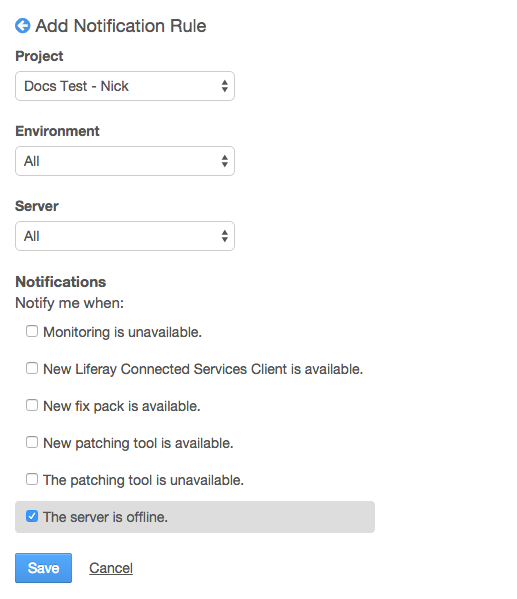 Add Notification Rule
Project
Docs Test - Nick
Environment
All
Server
All
Notifications
Notify me when:
Monitoring is unavailable.
New Liferay Connected Services Client is available.
New fix pack is available.
New patching tool is available.
The patching tool is unavailable.
The server is offline.
Save Cancel